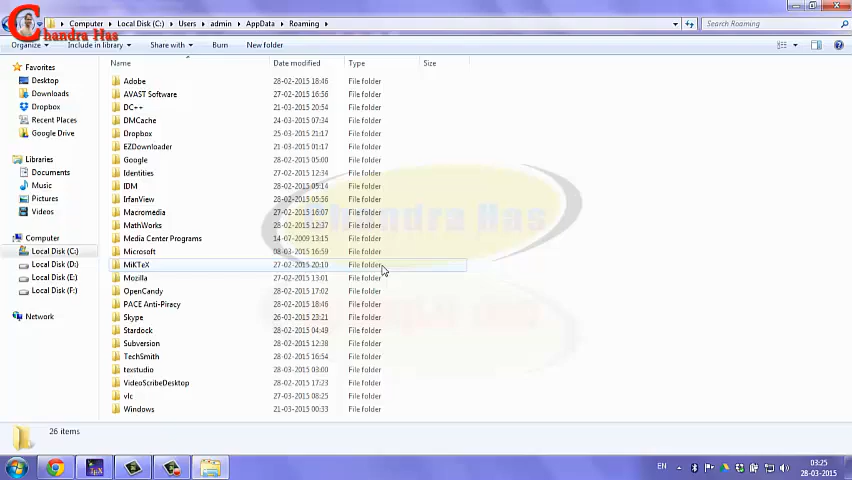 Computer ▸ Local Disk (C:) ▸ Users ▸ admin ▸ AppData ▸ Roaming ▸
Search Roaming
Chandra Has
Organize ▾ Include in library ▾ Share with ▾ Burn New folder
Name Date modified Type Size
Favorites
Desktop
Downloads
Dropbox
Recent Places
Google Drive
Libraries
Documents
Music
Pictures
Videos
Computer
Local Disk (C:)
Local Disk (D:)
Local Disk (E:)
Local Disk (F:)
Network
Adobe 28-02-2015 18:46 File folder
AVAST Software 27-02-2015 16:56 File folder
DC++ 21-03-2015 20:54 File folder
DMCache 24-03-2015 07:34 File folder
Dropbox 25-03-2015 21:17 File folder
EZDownloader 21-03-2015 01:17 File folder
Google 28-02-2015 05:00 File folder
Identities 27-02-2015 12:34 File folder
IDM 28-02-2015 05:14 File folder
IrfanView 28-02-2015 05:56 File folder
Macromedia 27-02-2015 16:07 File folder
MathWorks 28-02-2015 12:37 File folder
Media Center Programs 14-07-2009 13:15 File folder
Microsoft 08-03-2015 16:59 File folder
MiKTeX 27-02-2015 20:10 File folder
Mozilla 27-02-2015 13:01 File folder
OpenCandy 28-02-2015 17:02 File folder
PACE Anti-Piracy 28-02-2015 18:46 File folder
Skype 26-03-2015 23:21 File folder
Stardock 28-02-2015 04:49 File folder
Subversion 28-02-2015 12:38 File folder
TechSmith 28-02-2015 16:54 File folder
texstudio 28-03-2015 03:00 File folder
VideoScribeDesktop 28-02-2015 17:23 File folder
vlc 27-03-2015 08:25 File folder
Windows 21-03-2015 00:33 File folder
Chandra Has
26 items
EN
03:25
28-03-2015